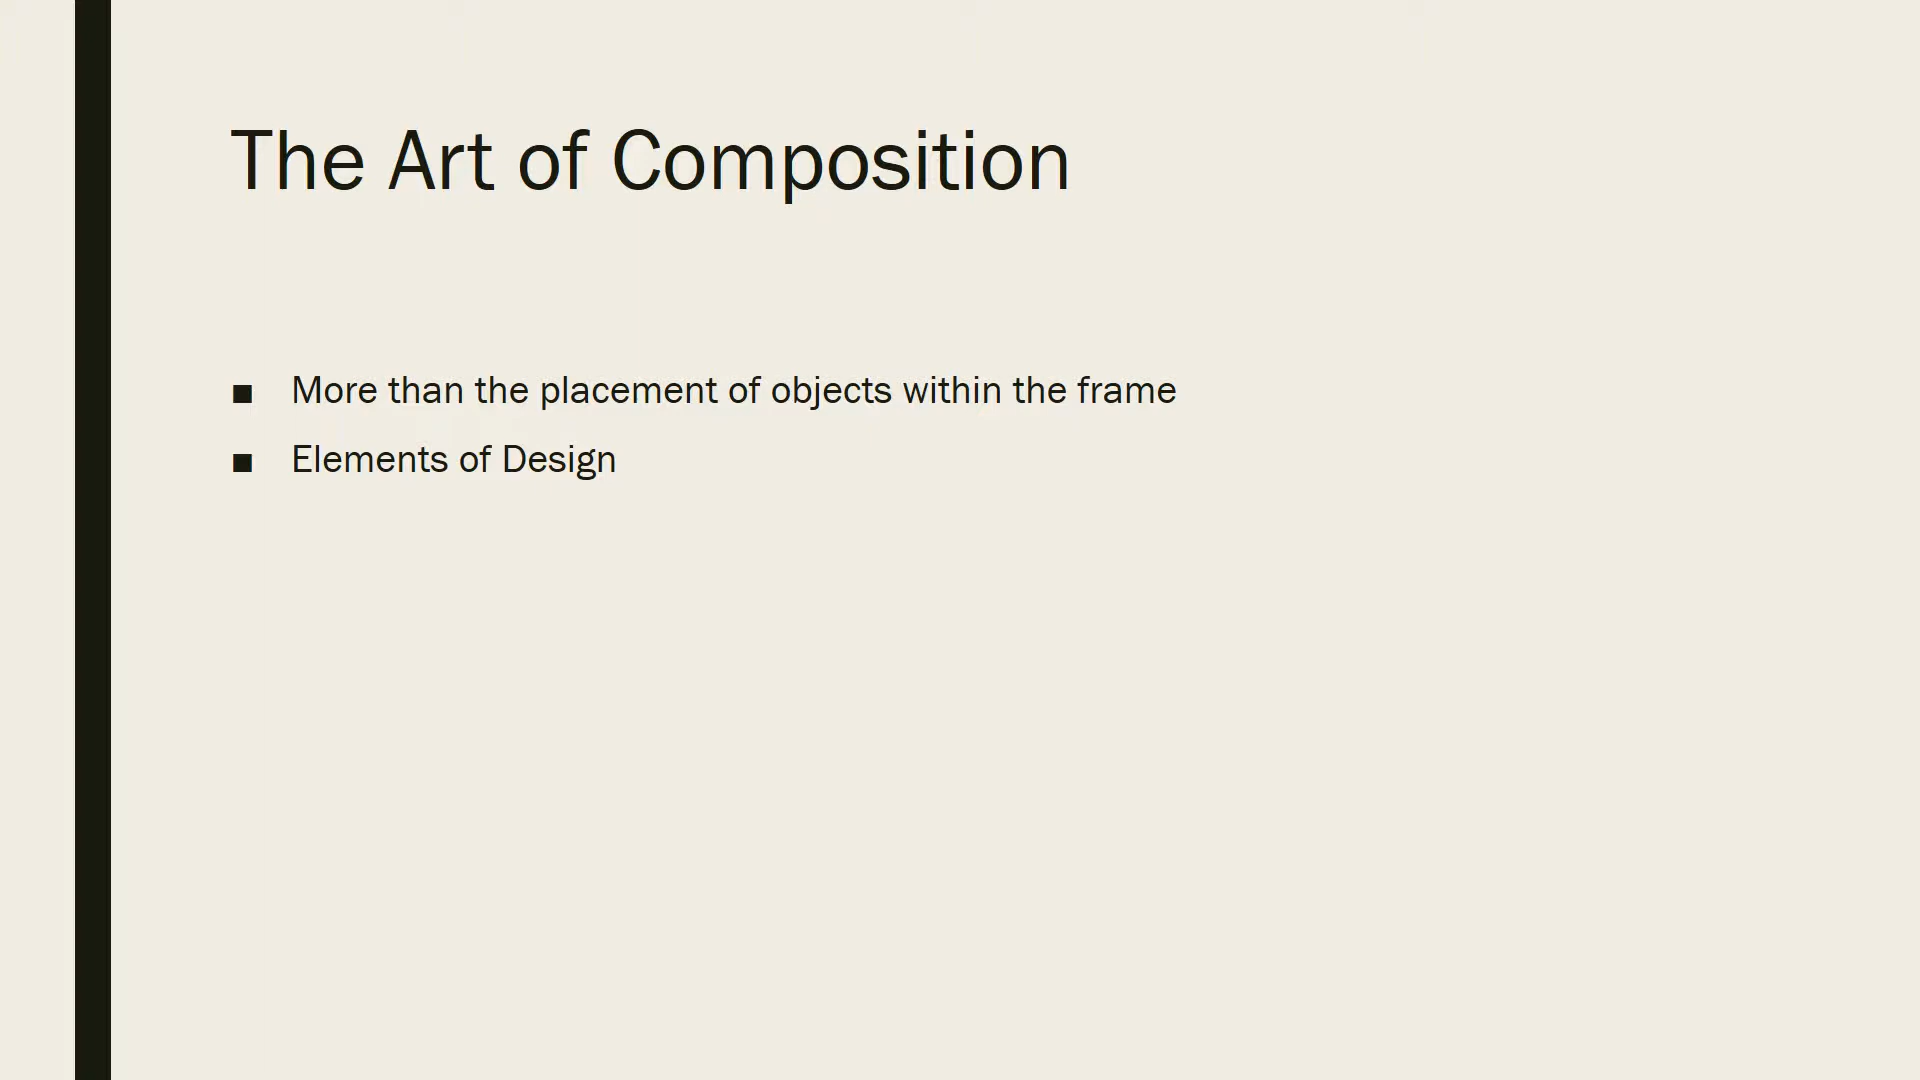 The Art of Composition
■ More than the placement of objects within the frame
■ Elements of Design